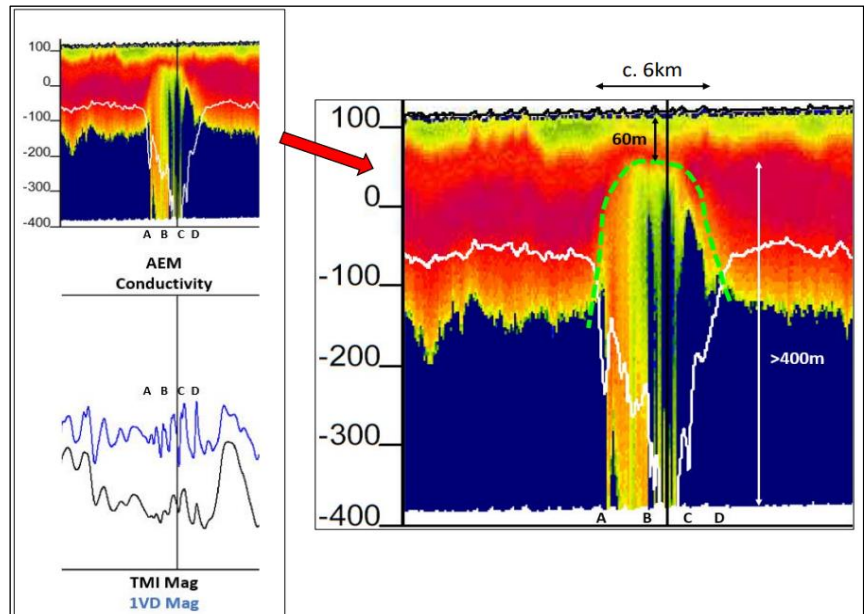 100
0
-100
-200
-300
-400
A B C D
AEM
Conductivity
A B C D
TMI Mag
1VD Mag
c. 6km
100
60m
0
-100
-200
>400m
-300
-400
A B C D